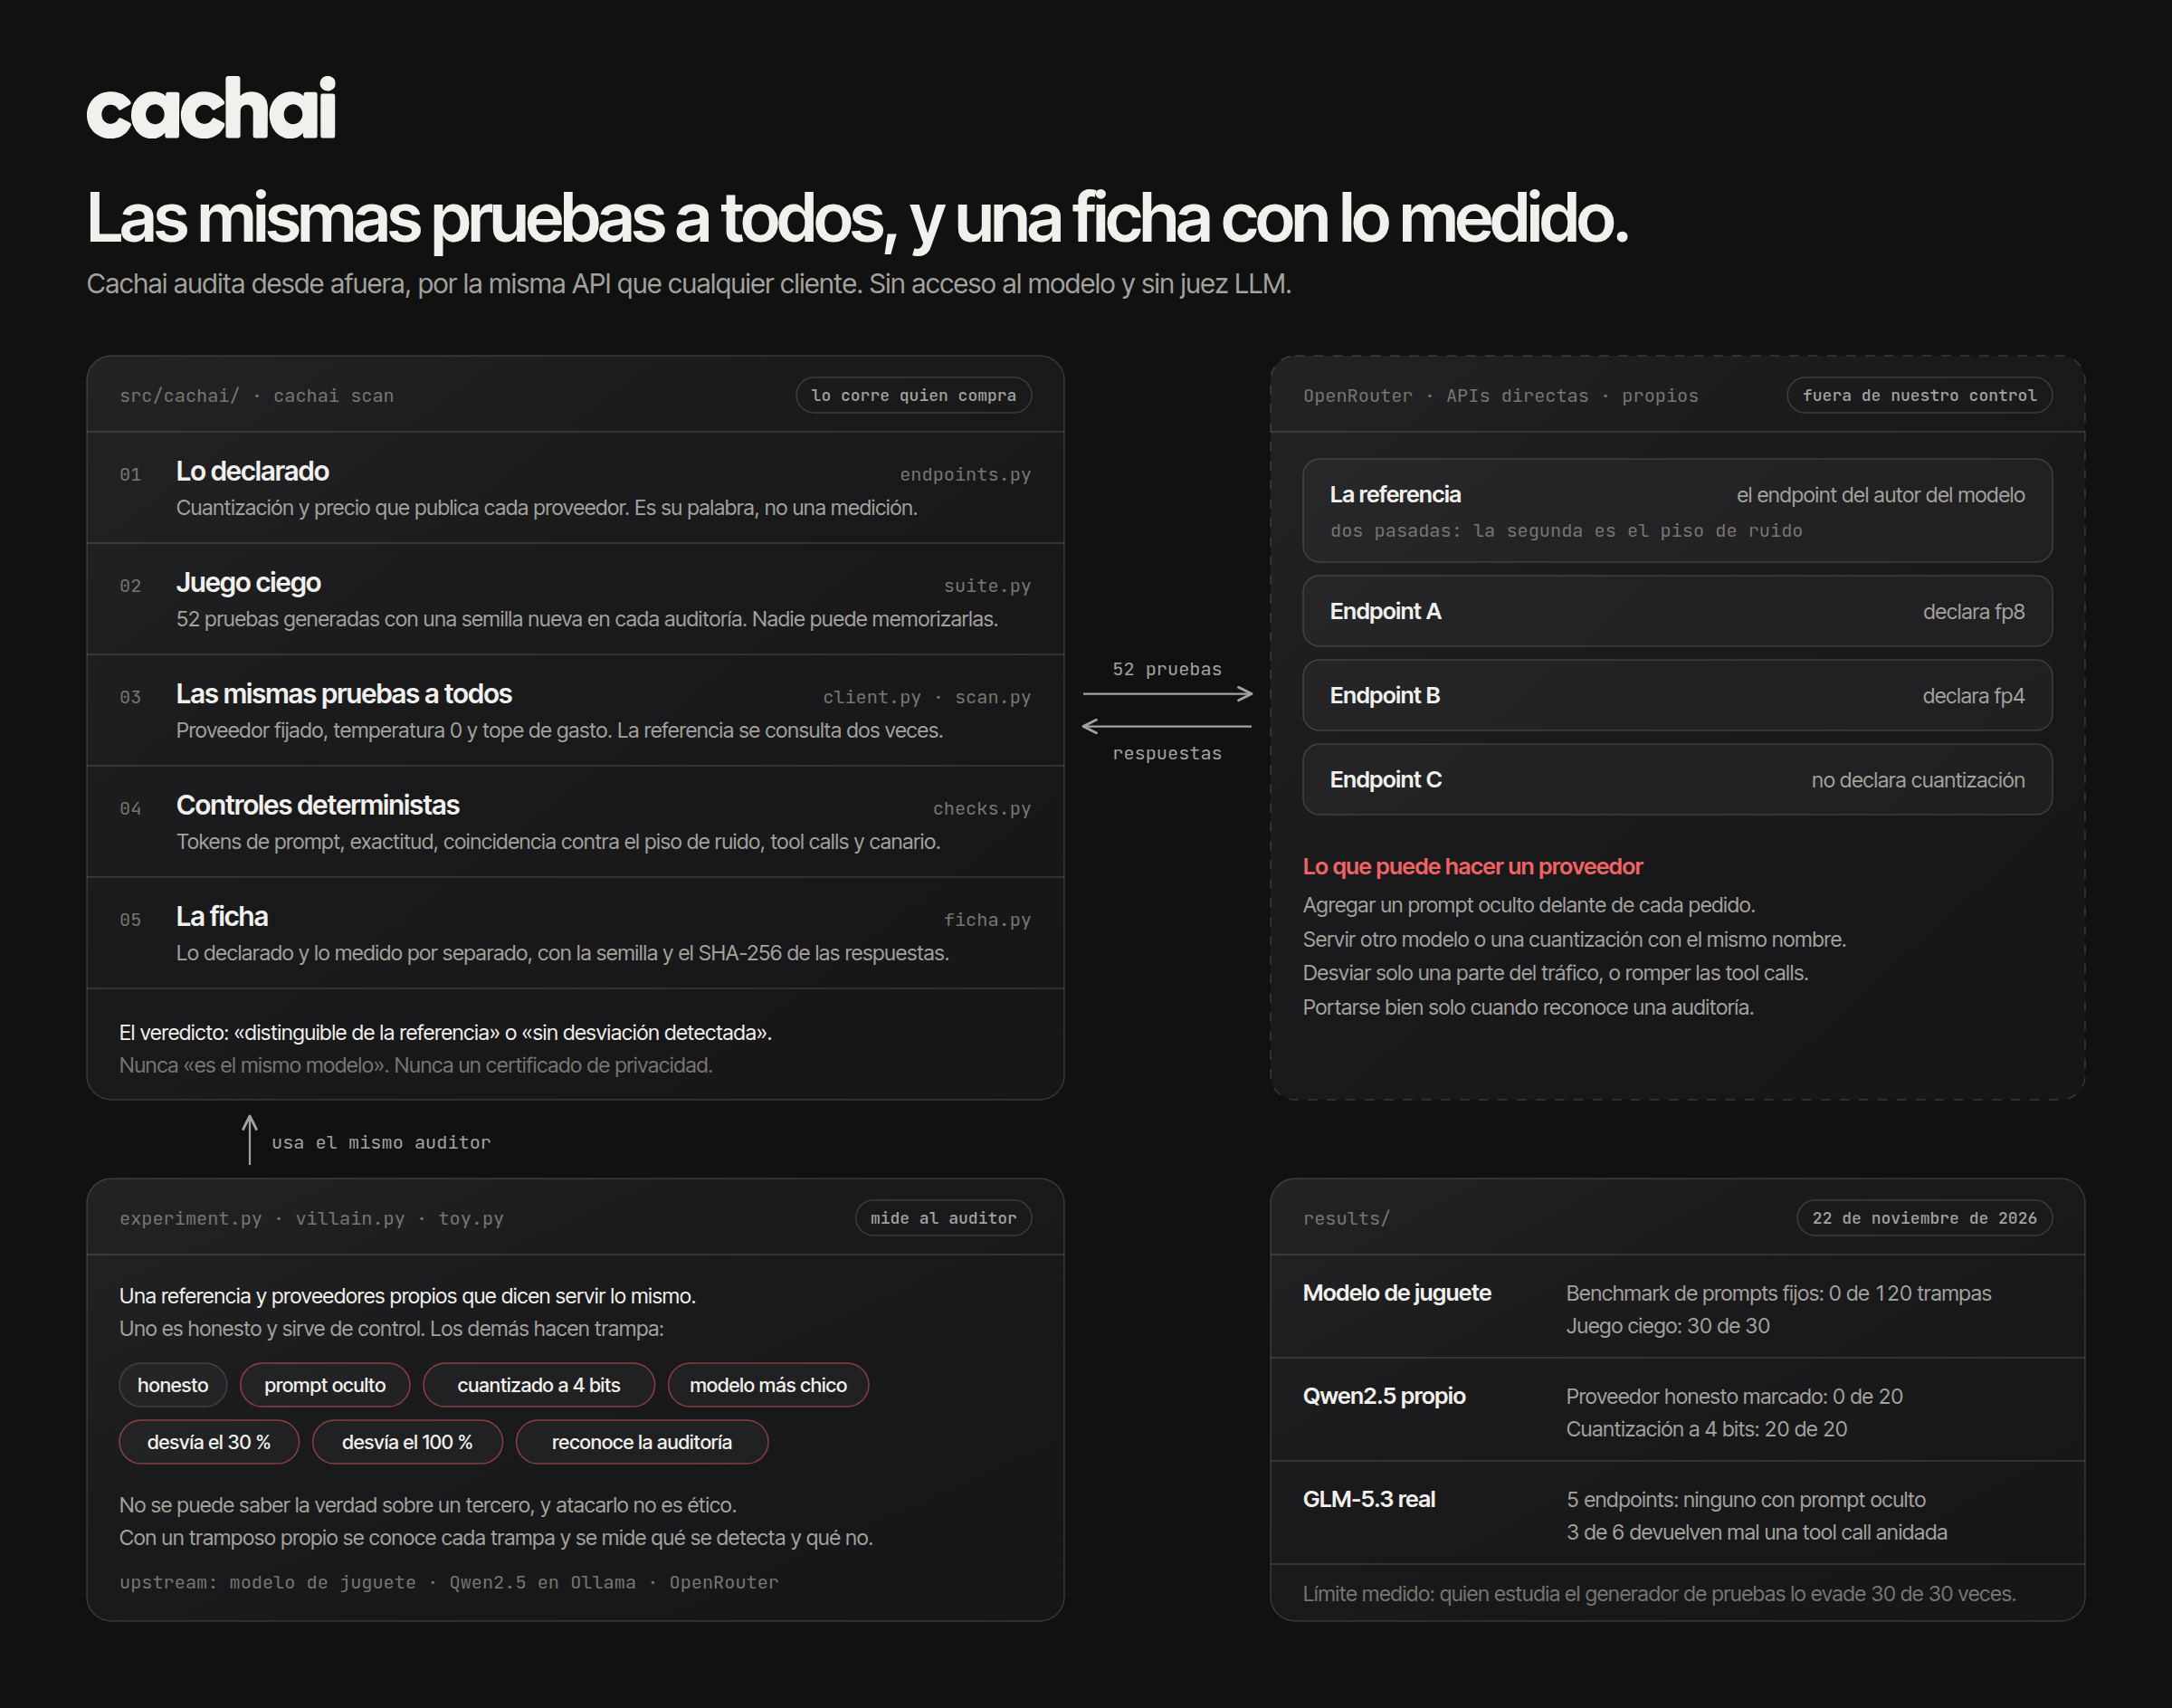 cachai
Las mismas pruebas a todos, y una ficha con lo medido.
Cachai audita desde afuera, por la misma API que cualquier cliente. Sin acceso al modelo y sin juez LLM.
src/cachai/ · cachai scan
lo corre quien compra
01
Lo declarado
endpoints.py
Cuantización y precio que publica cada proveedor. Es su palabra, no una medición.
02
Juego ciego
suite.py
52 pruebas generadas con una semilla nueva en cada auditoría. Nadie puede memorizarlas.
03
Las mismas pruebas a todos
client.py · scan.py
Proveedor fijado, temperatura 0 y tope de gasto. La referencia se consulta dos veces.
04
Controles deterministas
checks.py
Tokens de prompt, exactitud, coincidencia contra el piso de ruido, tool calls y canario.
05
La ficha
ficha.py
Lo declarado y lo medido por separado, con la semilla y el SHA-256 de las respuestas.
El veredicto: «distinguible de la referencia» o «sin desviación detectada».
Nunca «es el mismo modelo». Nunca un certificado de privacidad.
52 pruebas
respuestas
OpenRouter · APIs directas · propios
fuera de nuestro control
La referencia
el endpoint del autor del modelo
dos pasadas: la segunda es el piso de ruido
Endpoint A
declara fp8
Endpoint B
declara fp4
Endpoint C
no declara cuantización
Lo que puede hacer un proveedor
Agregar un prompt oculto delante de cada pedido.
Servir otro modelo o una cuantización con el mismo nombre.
Desviar solo una parte del tráfico, o romper las tool calls.
Portarse bien solo cuando reconoce una auditoría.
usa el mismo auditor
experiment.py · villain.py · toy.py
mide al auditor
Una referencia y proveedores propios que dicen servir lo mismo.
Uno es honesto y sirve de control. Los demás hacen trampa:
honesto
prompt oculto
cuantizado a 4 bits
modelo más chico
desvía el 30 %
desvía el 100 %
reconoce la auditoría
No se puede saber la verdad sobre un tercero, y atacarlo no es ético.
Con un tramposo propio se conoce cada trampa y se mide qué se detecta y qué no.
upstream: modelo de juguete · Qwen2.5 en Ollama · OpenRouter
results/
22 de noviembre de 2026
Modelo de juguete
Benchmark de prompts fijos: 0 de 120 trampas
Juego ciego: 30 de 30
Qwen2.5 propio
Proveedor honesto marcado: 0 de 20
Cuantización a 4 bits: 20 de 20
GLM-5.3 real
5 endpoints: ninguno con prompt oculto
3 de 6 devuelven mal una tool call anidada
Límite medido: quien estudia el generador de pruebas lo evade 30 de 30 veces.